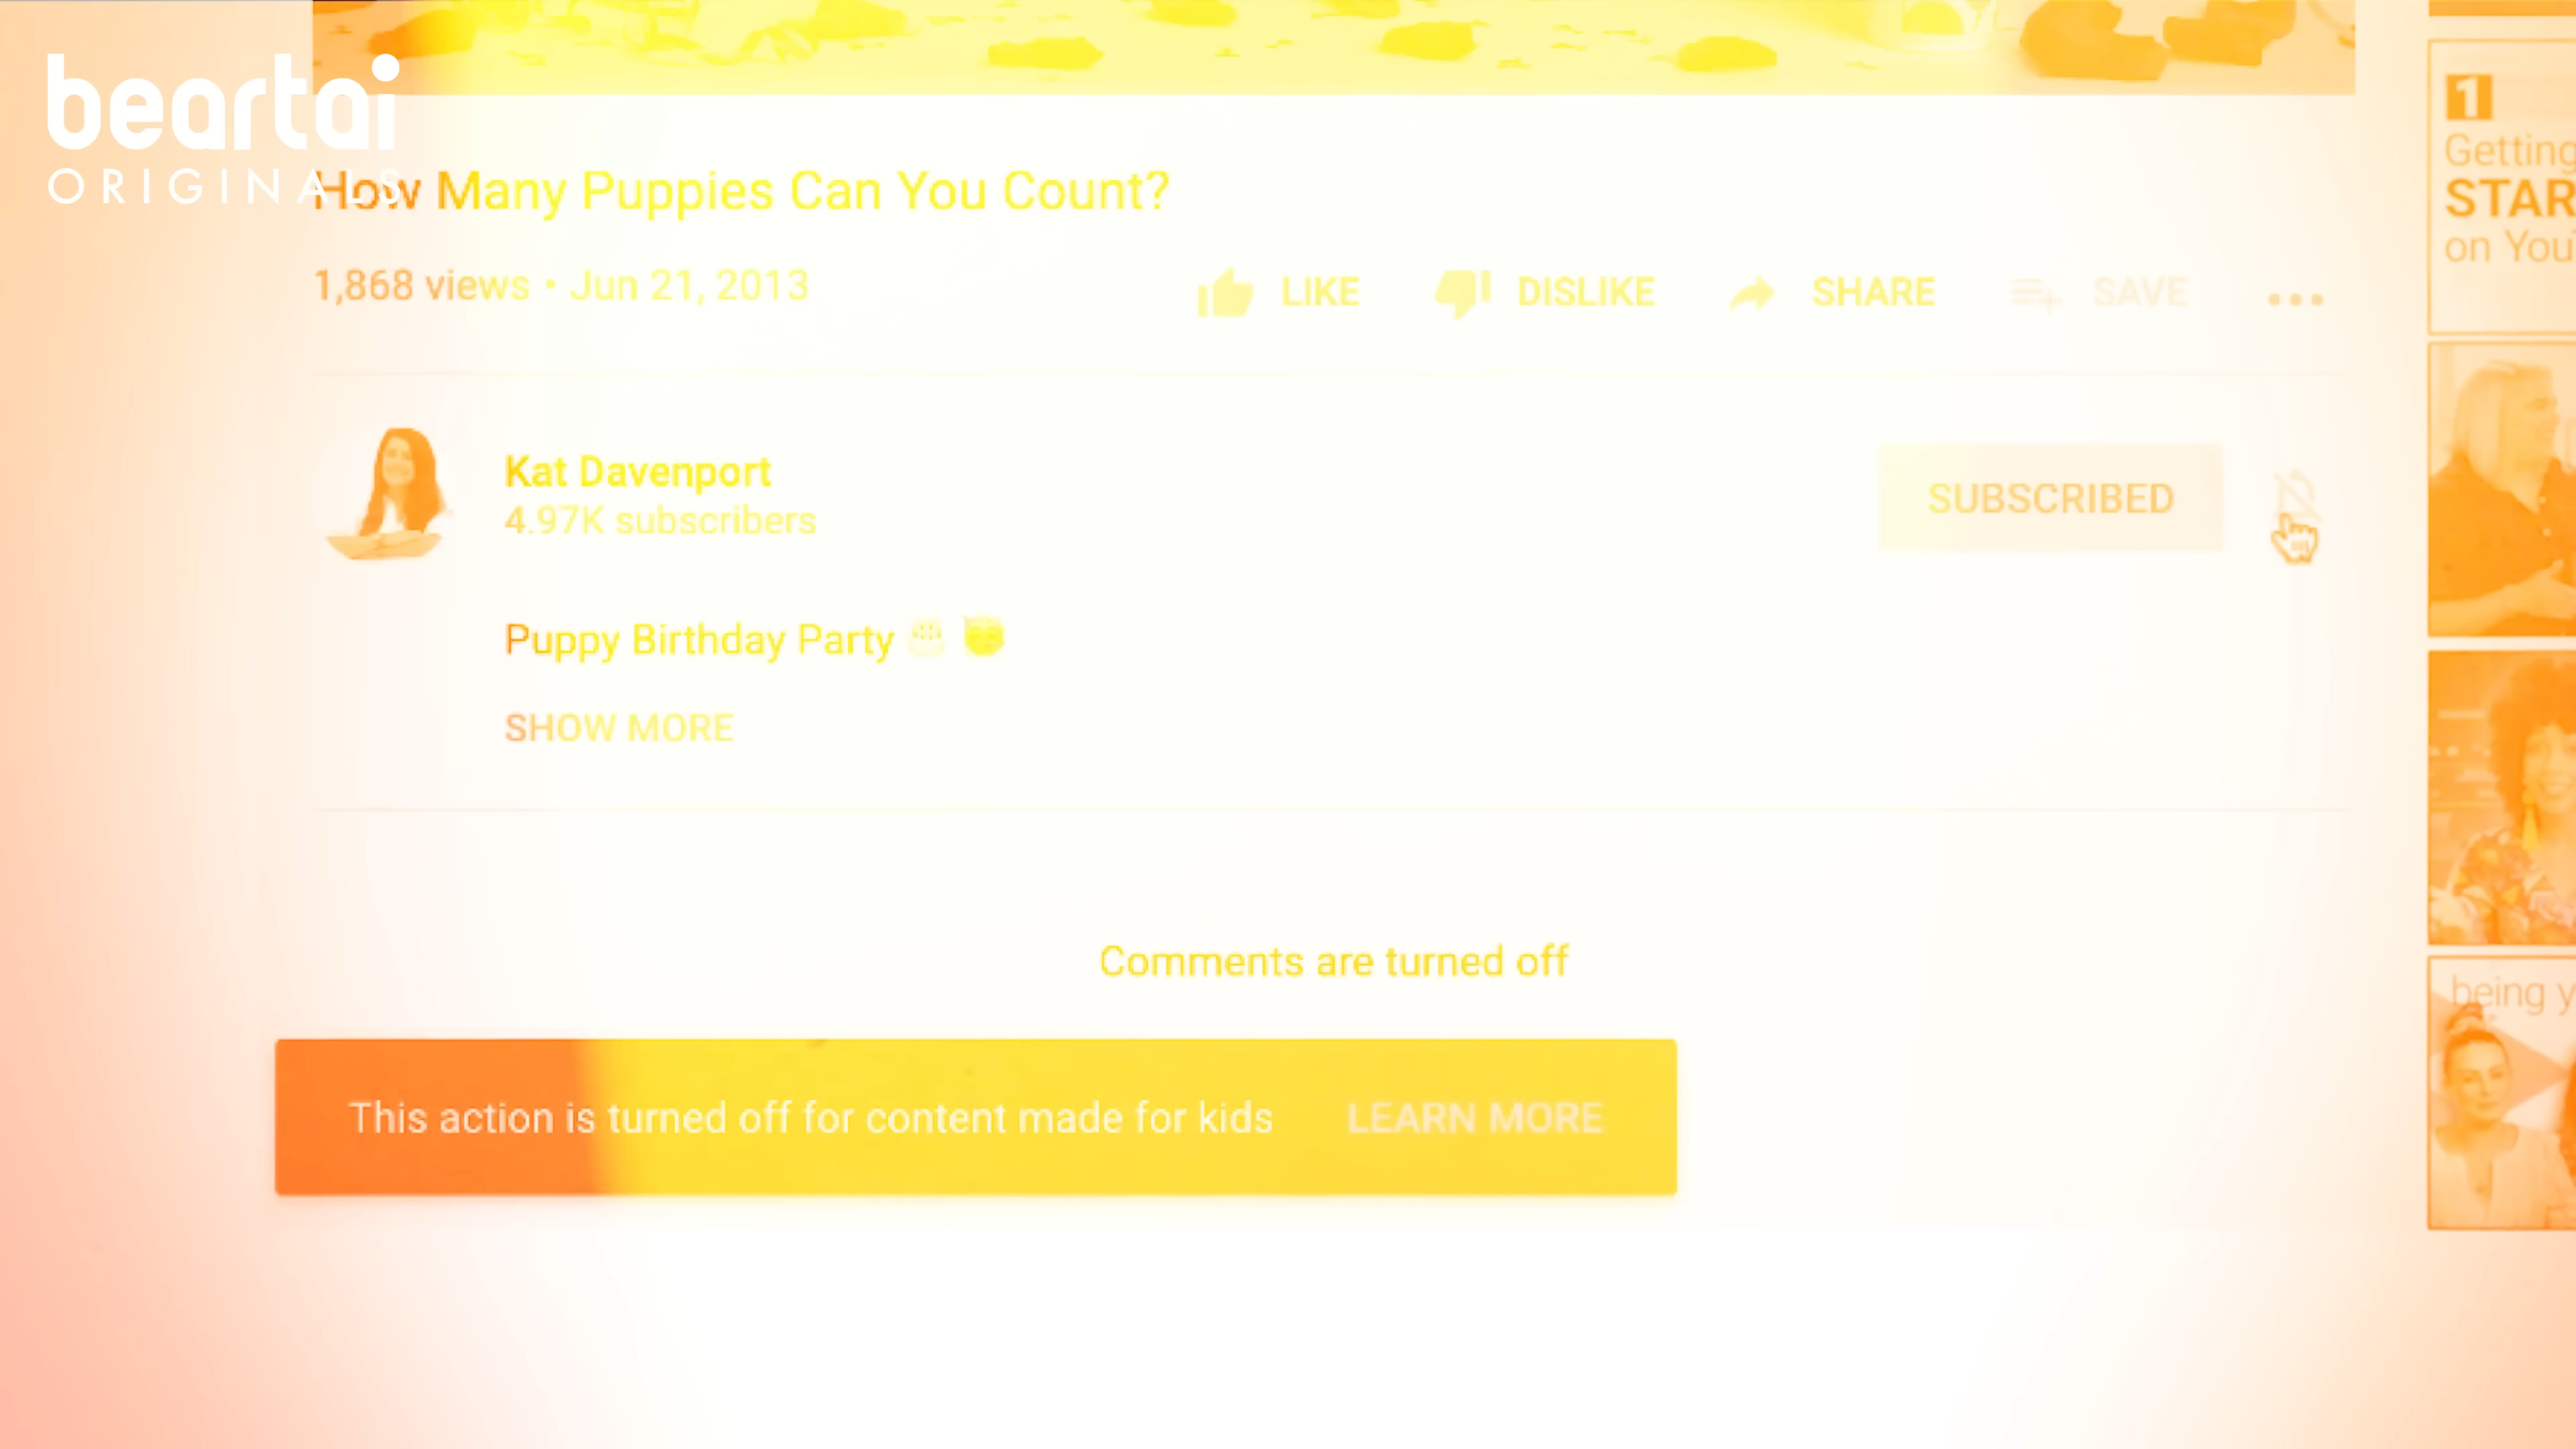 beartai
ORIGINALS
How Many Puppies Can You Count?
1,868 views • Jun 21, 2013
LIKE
DISLIKE
SHARE
SAVE
Kat Davenport
4.97K subscribers
SUBSCRIBED
Puppy Birthday Party
SHOW MORE
Comments are turned off
This action is turned off for content made for kids
LEARN MORE
1
Getting
STAR
on You
being y